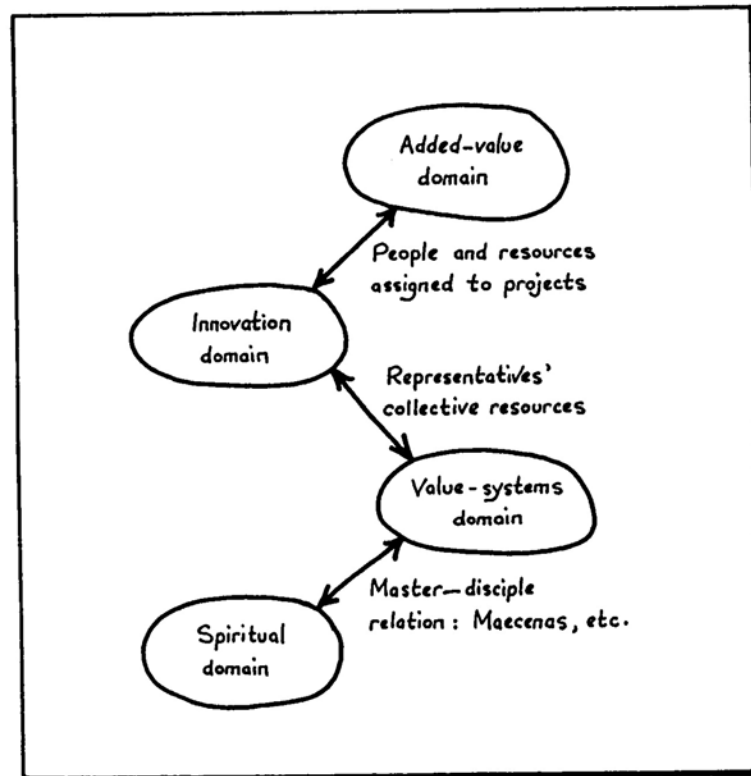 Added-value
domain
People and resources
assigned to projects
Innovation
domain
Representatives'
collective resources
Value-systems
domain
Master-disciple
relation: Maecenas, etc.
Spiritual
domain